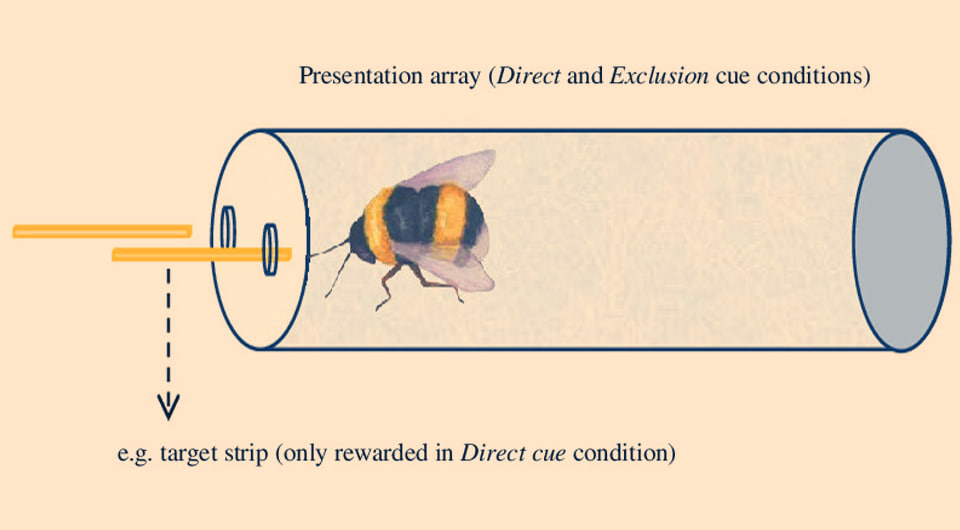 Presentation array (Direct and Exclusion cue conditions)
e.g. target strip (only rewarded in Direct cue condition)